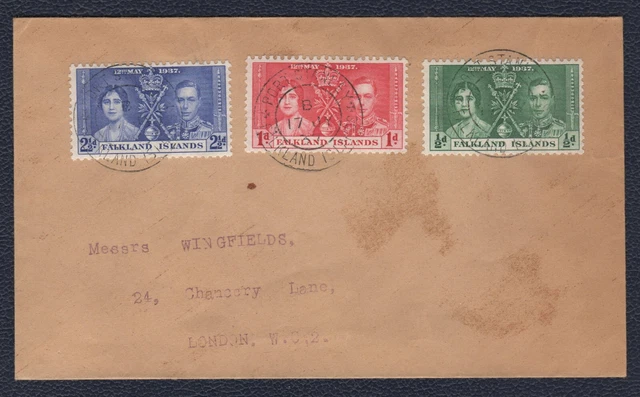 12TH MAY 1937.
2½d FALKLAND ISLANDS 2½d
12TH MAY 1937.
1d FALKLAND ISLANDS 1d
12TH MAY 1937.
½d FALKLAND ISLANDS ½d
B
17
Messrs WINGFIELDS,
24, Chancery Lane,
LONDON, W.C.2.